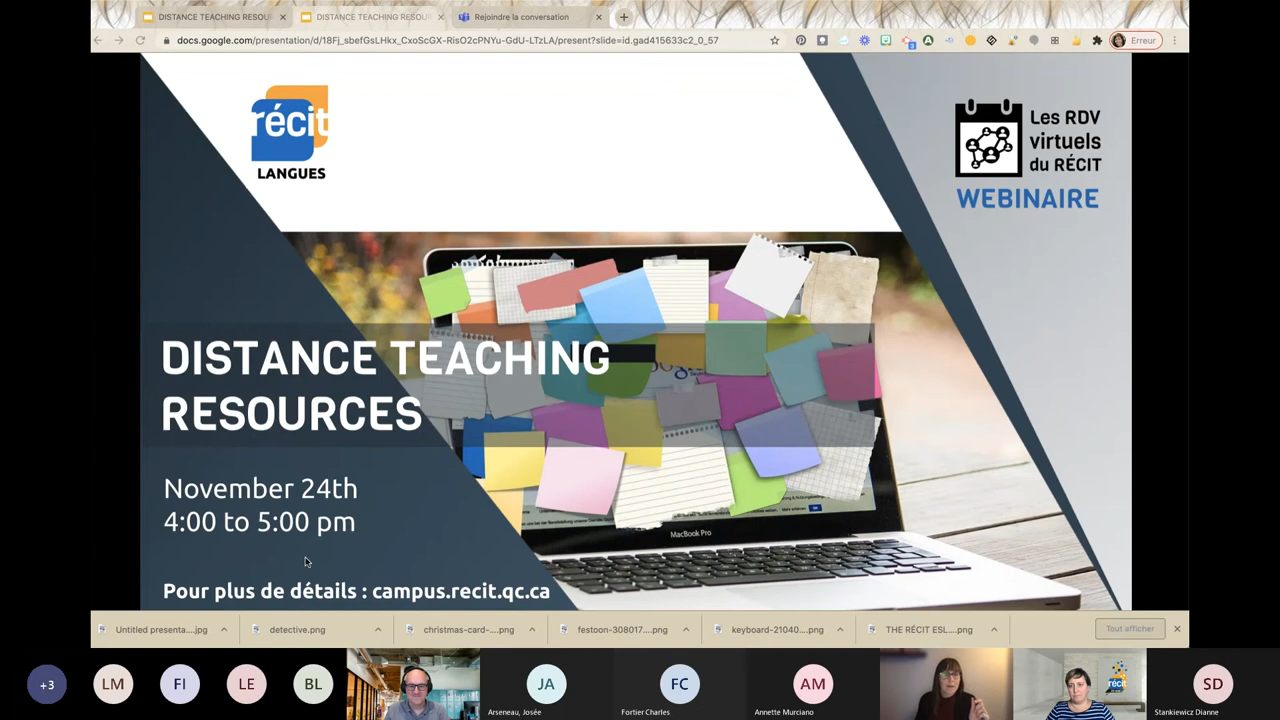 DISTANCE TEACHING RESOU
DISTANCE TEACHING RESOUR
Rejoindre la conversation
docs.google.com/presentation/d/18Fj_sbefGsLHkx_CxoScGX-RisO2cPNYu-GdU-LTzLA/present?slide=id.gad415633c2_0_57
Erreur
récit
LANGUES
Les RDV
virtuels
du RÉCIT
WEBINAIRE
DISTANCE TEACHING
RESOURCES
November 24th
4:00 to 5:00 pm
MacBook Pro
Pour plus de détails : campus.recit.qc.ca
Untitled presenta....jpg
detective.png
christmas-card-....png
festoon-308017....png
keyboard-21040....png
THE RÉCIT ESL....png
Tout afficher
+3
LM
FI
LE
BL
JA
Arseneau, Josée
FC
Fortier Charles
AM
Annette Murciano
récit
SD
Stankiewicz Dianne